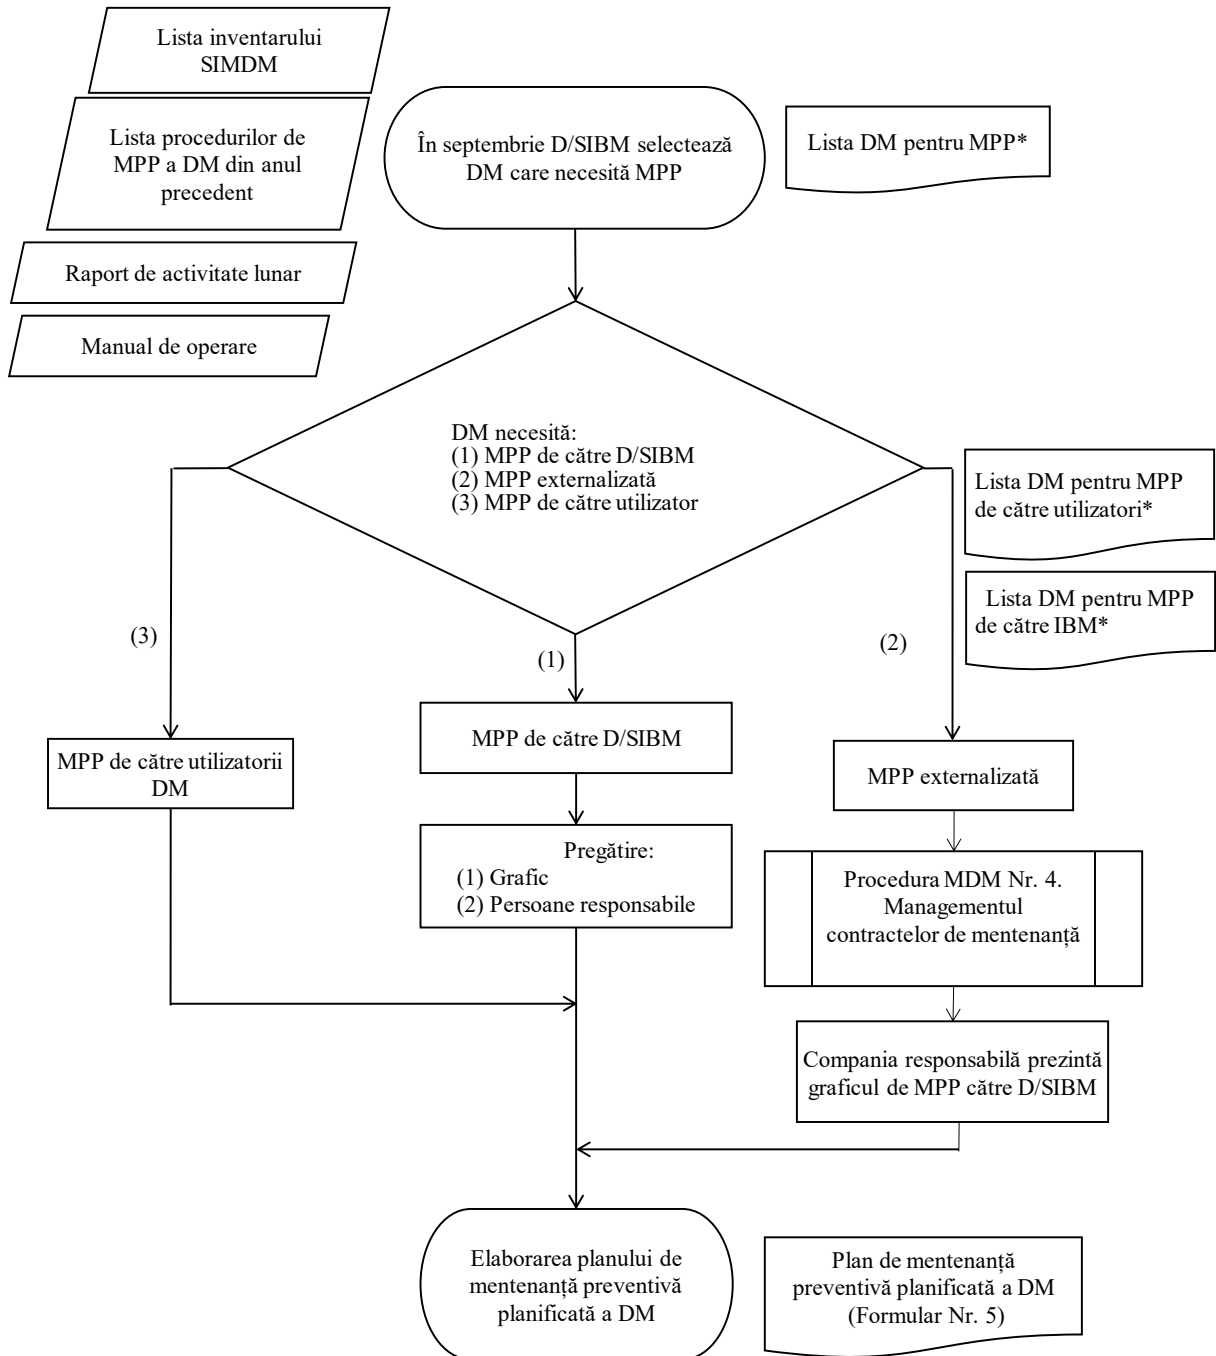 Lista inventarului
SIMDM
Lista procedurilor de
MPP a DM din anul
precedent
Raport de activitate lunar
Manual de operare
În septembrie D/SIBM selectează
DM care necesită MPP
Lista DM pentru MPP*
DM necesită:
(1) MPP de către D/SIBM
(2) MPP externalizată
(3) MPP de către utilizator
Lista DM pentru MPP
de către utilizatori*
Lista DM pentru MPP
de către IBM*
(3)
(1)
(2)
MPP de către utilizatorii
DM
MPP de către D/SIBM
MPP externalizată
Pregătire:
(1) Grafic
(2) Persoane responsabile
Procedura MDM Nr. 4.
Managementul
contractelor de mentenanță
Compania responsabilă prezintă
graficul de MPP către D/SIBM
Elaborarea planului de
mentenanță preventivă
planificată a DM
Plan de mentenanță
preventivă planificată a DM
(Formular Nr. 5)